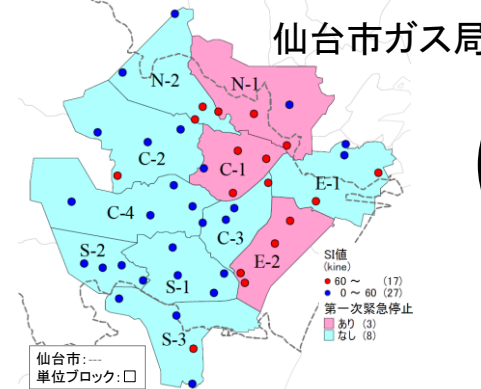 仙台市ガス局
N-2
N-1
C-2
C-1
E-1
C-4
C-3
S-2
E-2
S-1
S-3
SI値
(kine)
60 ～ (17)
0 ～ 60 (27)
第一次緊急停止
あり (3)
なし (8)
仙台市:---
単位ブロック:□